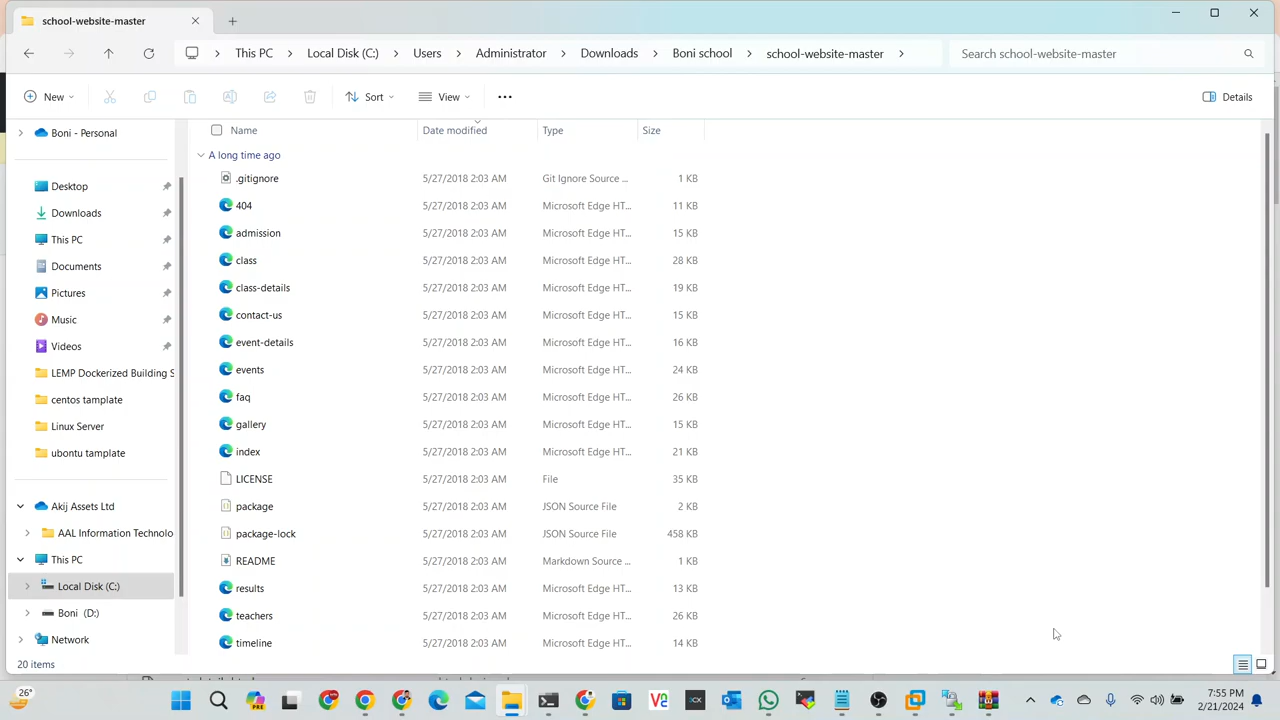 school-website-master
This PC
Local Disk (C:)
Users
Administrator
Downloads
Boni school
school-website-master
Search school-website-master
New
Sort
View
Details
Boni - Personal
Desktop
Downloads
This PC
Documents
Pictures
Music
Videos
LEMP Dockerized Building S
centos tamplate
Linux Server
ubuntu tamplate
Akij Assets Ltd
AAL Information Technolo
This PC
Local Disk (C:)
Boni (D:)
Network
Name Date modified Type Size
A long time ago
.gitignore 5/27/2018 2:03 AM Git Ignore Source ... 1 KB
404 5/27/2018 2:03 AM Microsoft Edge HT... 11 KB
admission 5/27/2018 2:03 AM Microsoft Edge HT... 15 KB
class 5/27/2018 2:03 AM Microsoft Edge HT... 28 KB
class-details 5/27/2018 2:03 AM Microsoft Edge HT... 19 KB
contact-us 5/27/2018 2:03 AM Microsoft Edge HT... 15 KB
event-details 5/27/2018 2:03 AM Microsoft Edge HT... 16 KB
events 5/27/2018 2:03 AM Microsoft Edge HT... 24 KB
faq 5/27/2018 2:03 AM Microsoft Edge HT... 26 KB
gallery 5/27/2018 2:03 AM Microsoft Edge HT... 15 KB
index 5/27/2018 2:03 AM Microsoft Edge HT... 21 KB
LICENSE 5/27/2018 2:03 AM File 35 KB
package 5/27/2018 2:03 AM JSON Source File 2 KB
package-lock 5/27/2018 2:03 AM JSON Source File 458 KB
README 5/27/2018 2:03 AM Markdown Source ... 1 KB
results 5/27/2018 2:03 AM Microsoft Edge HT... 13 KB
teachers 5/27/2018 2:03 AM Microsoft Edge HT... 26 KB
timeline 5/27/2018 2:03 AM Microsoft Edge HT... 14 KB
20 items
26°
PRE
7:55 PM
2/21/2024